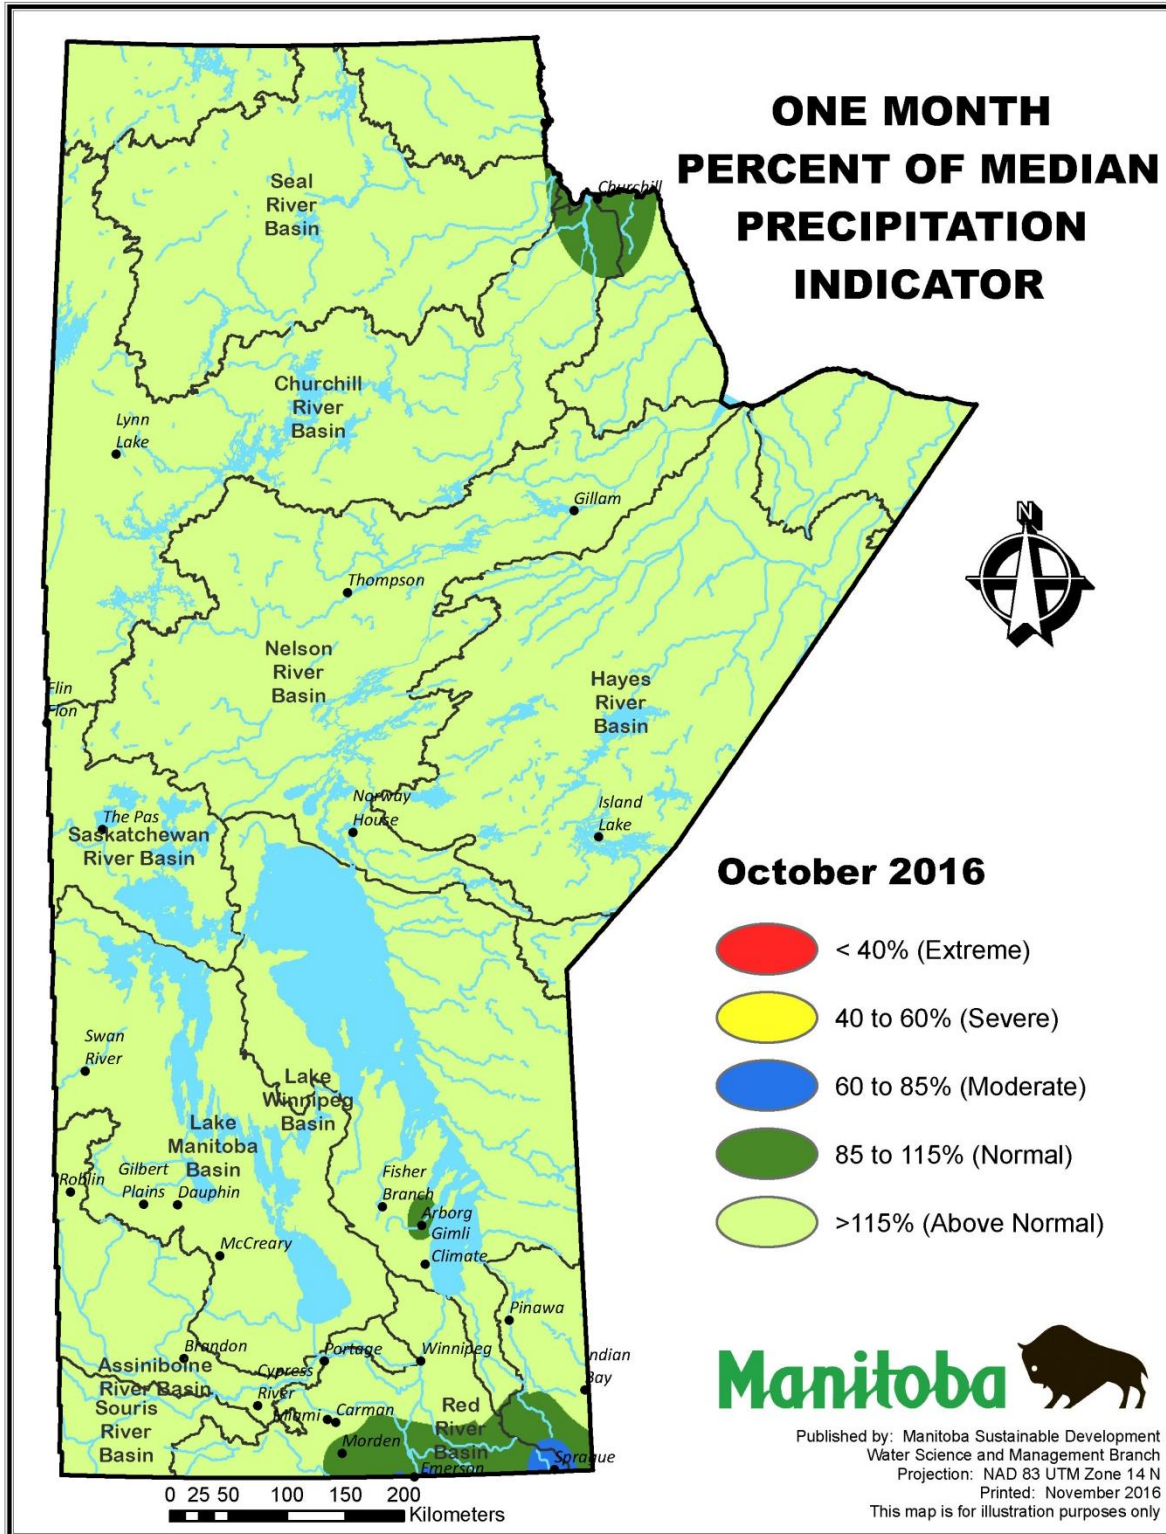 ONE MONTH
PERCENT OF MEDIAN
PRECIPITATION
INDICATOR
Churchill
Seal
River
Basin
Churchill
River
Basin
Lynn
Lake
Gillam
Thompson
Nelson
River
Basin
Hayes
River
Basin
Flin
Flon
The Pas
Saskatchewan
River Basin
Norway
House
Island
Lake
N
October 2016
< 40% (Extreme)
40 to 60% (Severe)
60 to 85% (Moderate)
85 to 115% (Normal)
>115% (Above Normal)
Swan
River
Lake
Winnipeg
Basin
Lake
Manitoba
Basin
Roblin
Gilbert
Plains
Dauphin
Fisher
Branch
Arborg
Gimli
Climate
McCreary
Pinawa
Brandon
Assiniboine
River Basin
Souris
River
Basin
Cypress
River
Portage
Winnipeg
Indian
Bay
Miami
Carman
Morden
Red
River
Basin
Emerson
Sprague
0 25 50 100 150 200
Kilometers
Manitoba
Published by: Manitoba Sustainable Development
Water Science and Management Branch
Projection: NAD 83 UTM Zone 14 N
Printed: November 2016
This map is for illustration purposes only